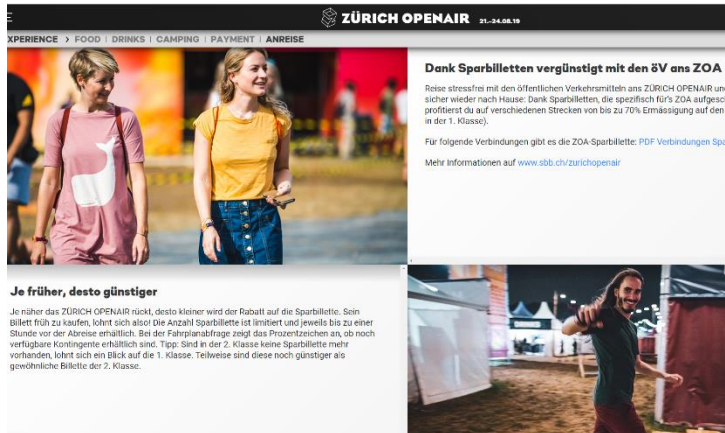 ZÜRICH OPENAIR 21.–24.08.19
XPERIENCE > FOOD | DRINKS | CAMPING | PAYMENT | ANREISE
Dank Sparbilletten vergünstigt mit den öV ans ZOA
Reise stressfrei mit den öffentlichen Verkehrsmitteln ans ZÜRICH OPENAIR und
sicher wieder nach Hause: Dank Sparbilletten, die spezifisch für's ZOA aufgesc
profitierst du auf verschiedenen Strecken von bis zu 70% Ermässigung auf den
in der 1. Klasse).
Für folgende Verbindungen gibt es die ZOA-Sparbillette: PDF Verbindungen Spa
Mehr Informationen auf www.sbb.ch/zurichopenair
Je früher, desto günstiger
Je näher das ZÜRICH OPENAIR rückt, desto kleiner wird der Rabatt auf die Sparbillette. Sein
Billett früh zu kaufen, lohnt sich also! Die Anzahl Sparbillette ist limitiert und jeweils bis zu einer
Stunde vor der Abreise erhältlich. Bei der Fahrplanabfrage zeigt das Prozentzeichen an, ob noch
verfügbare Kontingente erhältlich sind. Tipp: Sind in der 2. Klasse keine Sparbillette mehr
vorhanden, lohnt sich ein Blick auf die 1. Klasse. Teilweise sind diese noch günstiger als
gewöhnliche Billette der 2. Klasse.